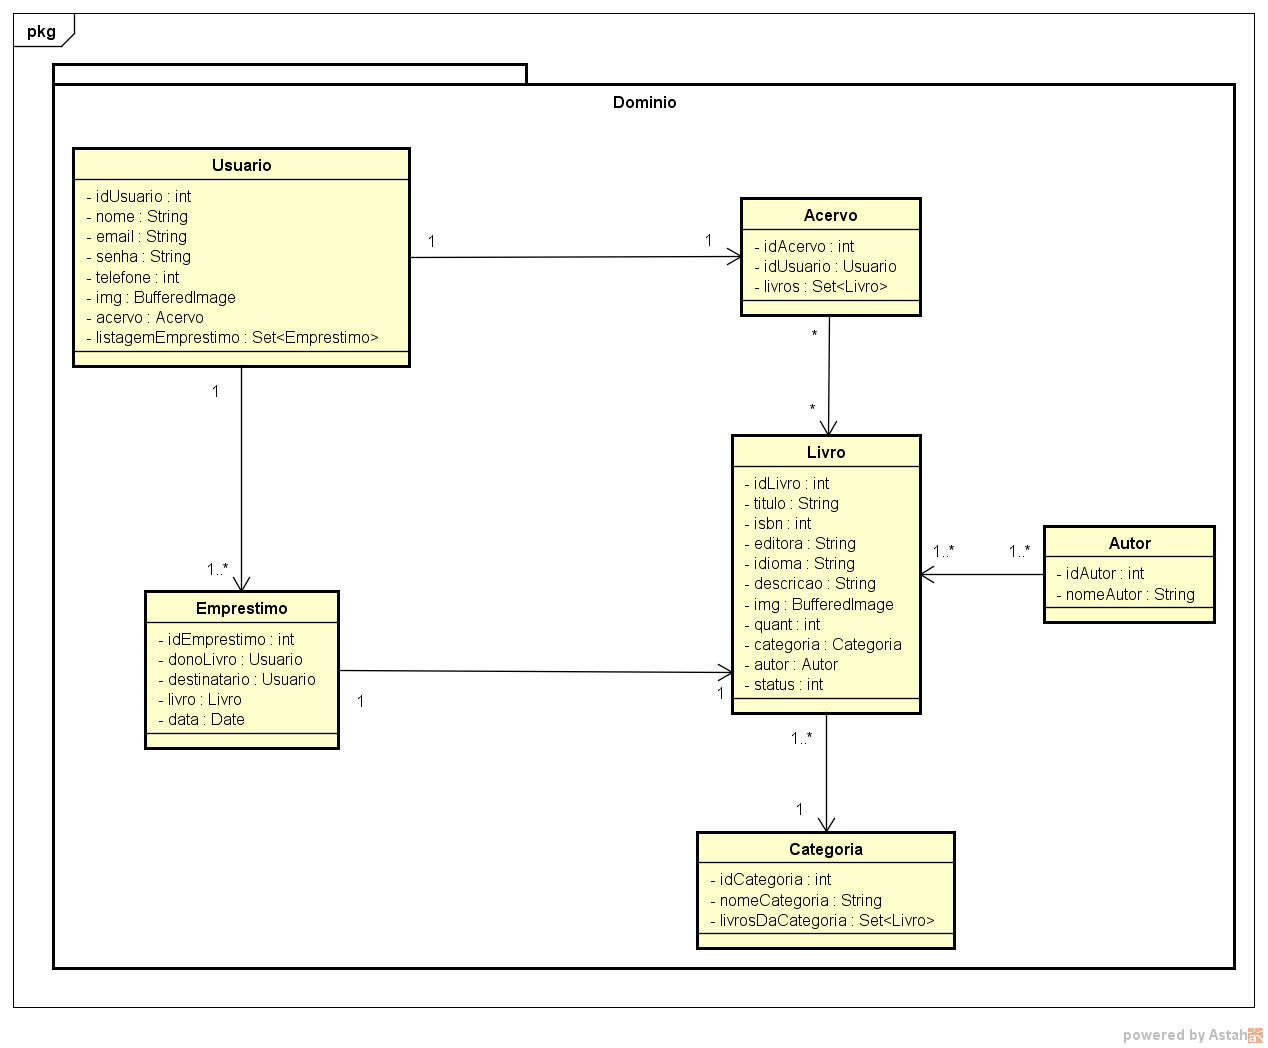 pkg
Dominio
Usuario
- idUsuario : int
- nome : String
- email : String
- senha : String
- telefone : int
- img : BufferedImage
- acervo : Acervo
- listagemEmprestimo : Set<Emprestimo>
1
1
Acervo
- idAcervo : int
- idUsuario : Usuario
- livros : Set<Livro>
*
*
1
1..*
Livro
- idLivro : int
- titulo : String
- isbn : int
- editora : String
- idioma : String
- descricao : String
- img : BufferedImage
- quant : int
- categoria : Categoria
- autor : Autor
- status : int
1..*
1..*
Autor
- idAutor : int
- nomeAutor : String
Emprestimo
- idEmprestimo : int
- donoLivro : Usuario
- destinatario : Usuario
- livro : Livro
- data : Date
1
1
1..*
1
Categoria
- idCategoria : int
- nomeCategoria : String
- livrosDaCategoria : Set<Livro>
powered by Astah